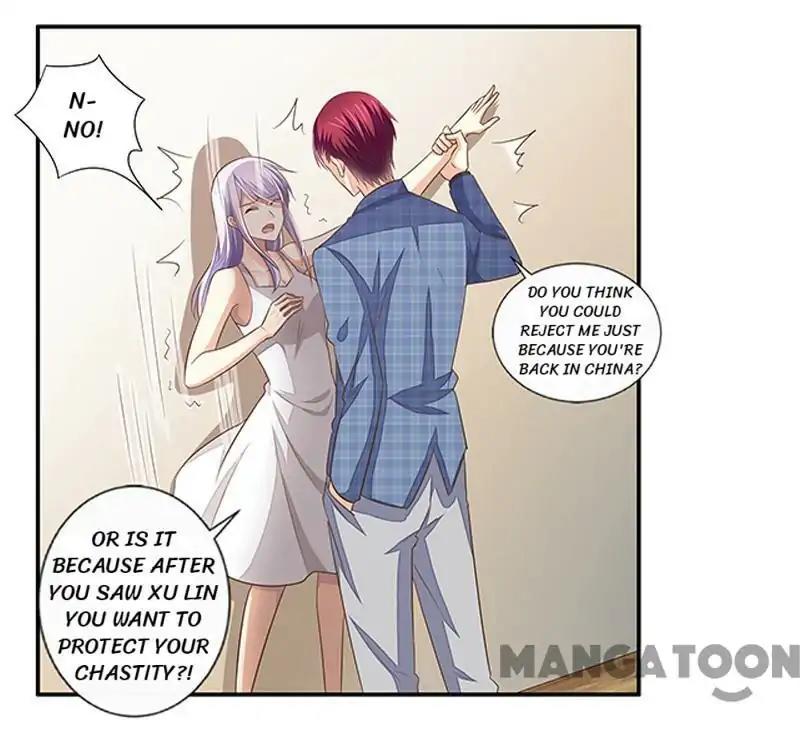 N-
NO!
DO YOU THINK
YOU COULD
REJECT ME JUST
BECAUSE YOU'RE
BACK IN CHINA?
OR IS IT
BECAUSE AFTER
YOU SAW XU LIN
YOU WANT TO
PROTECT YOUR
CHASTITY?!
MANGATOON